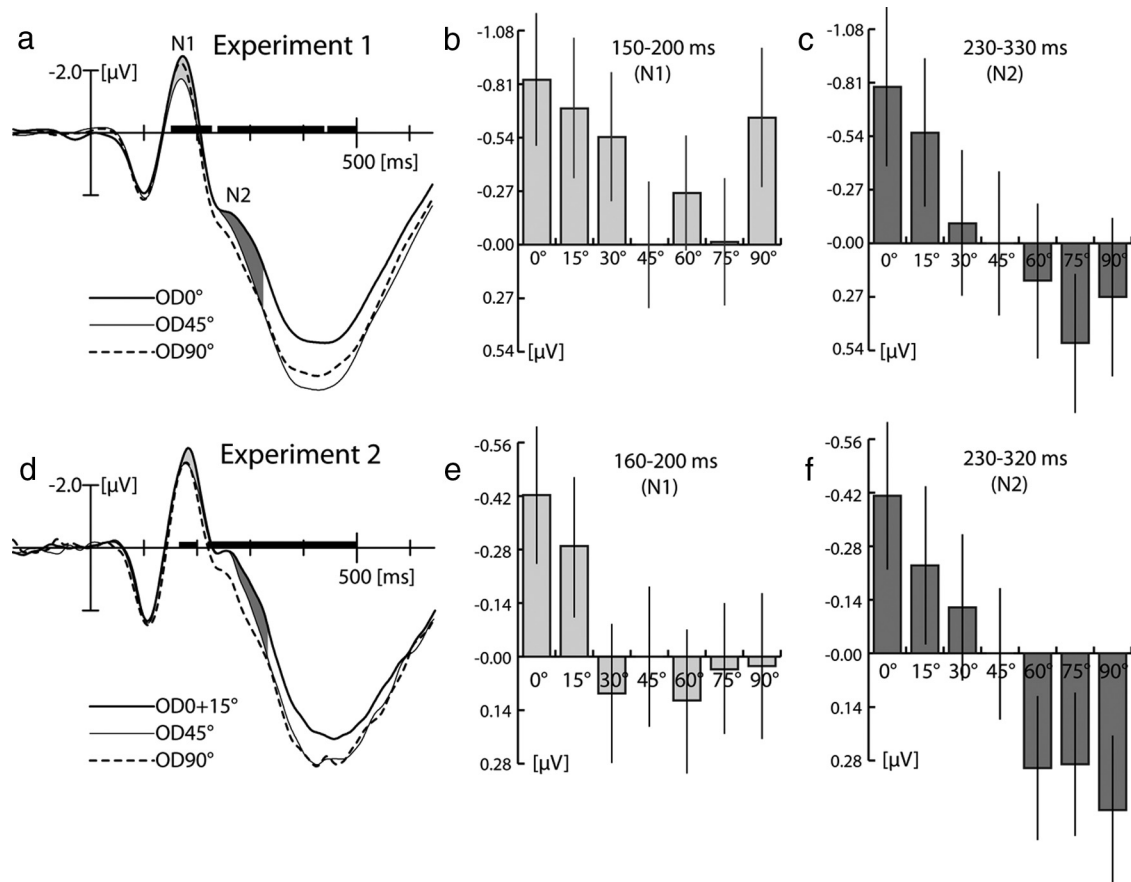 a
N1
Experiment 1
-2.0
[µV]
500 [ms]
N2
OD0°
OD45°
OD90°
b
150-200 ms
(N1)
-1.08
-0.81
-0.54
-0.27
-0.00
0.27
0.54
[µV]
0° 15° 30° 45° 60° 75° 90°
c
230-330 ms
(N2)
-1.08
-0.81
-0.54
-0.27
-0.00
0.27
0.54
[µV]
0° 15° 30° 45° 60° 75° 90°
d
Experiment 2
-2.0
[µV]
500 [ms]
OD0+15°
OD45°
OD90°
e
160-200 ms
(N1)
-0.56
-0.42
-0.28
-0.14
-0.00
0.14
0.28
[µV]
0° 15° 30° 45° 60° 75° 90°
f
230-320 ms
(N2)
-0.56
-0.42
-0.28
-0.14
-0.00
0.14
0.28
[µV]
0° 15° 30° 45° 60° 75° 90°